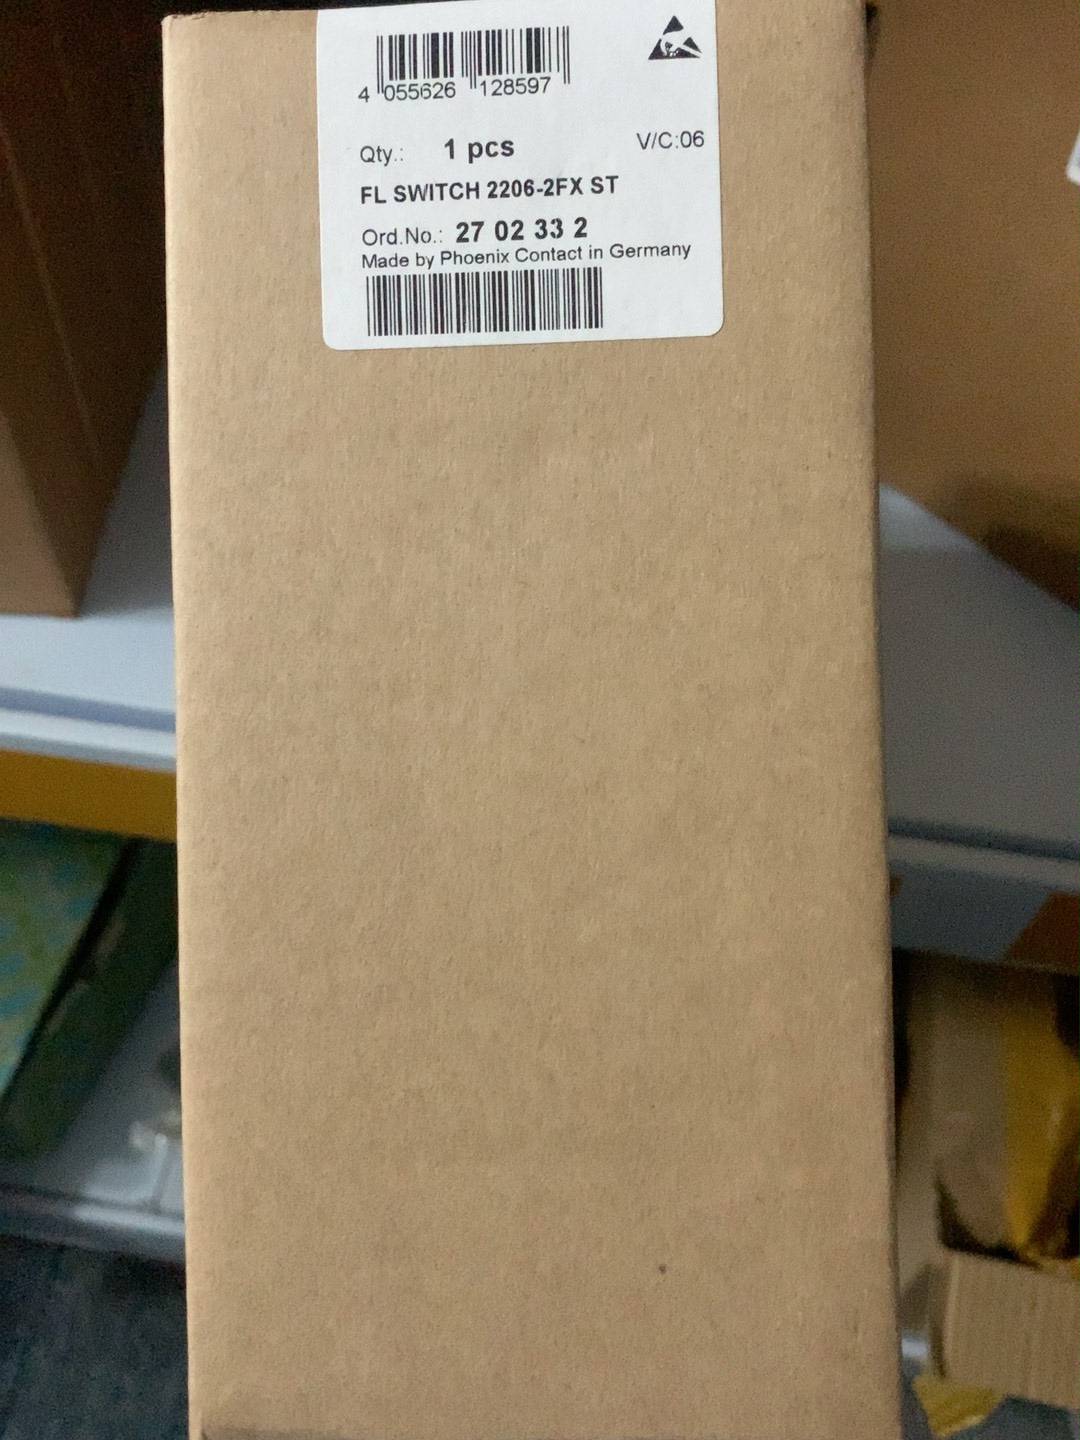 4 055626 128597
Qty.: 1 pcs V/C:06
FL SWITCH 2206-2FX ST
Ord.No.: 27 02 33 2
Made by Phoenix Contact in Germany